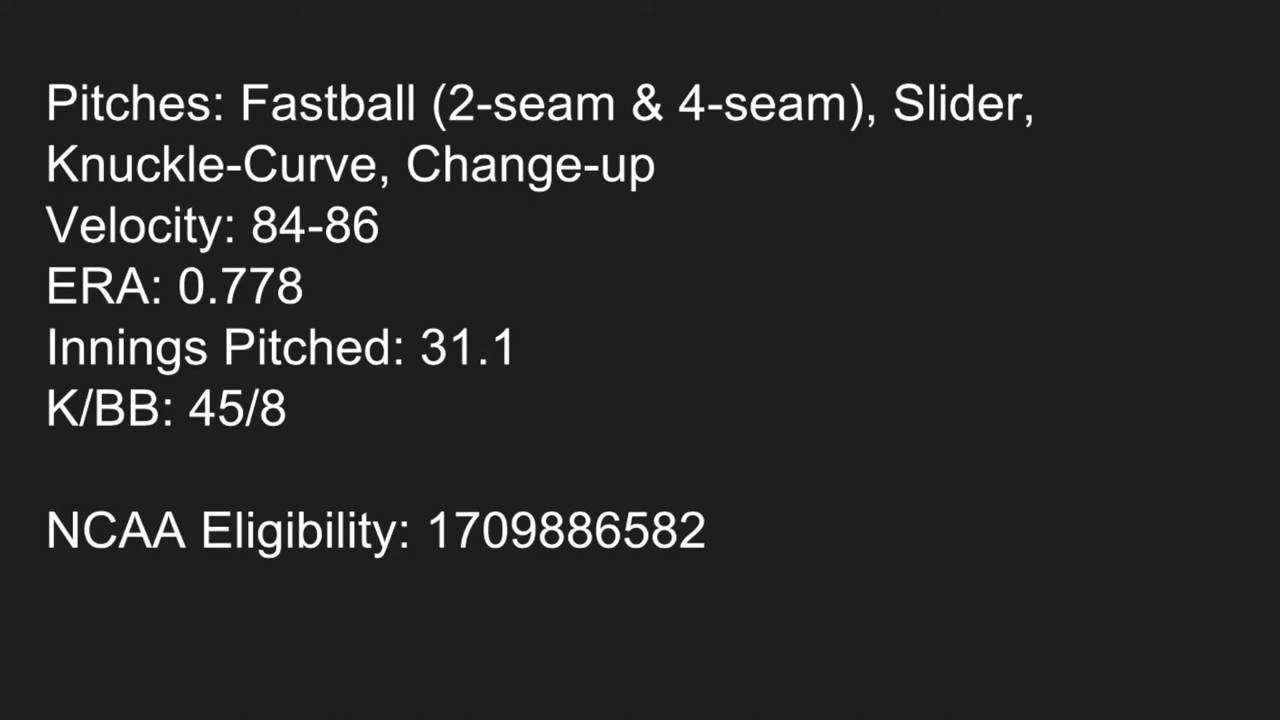 Pitches: Fastball (2-seam & 4-seam), Slider,
Knuckle-Curve, Change-up
Velocity: 84-86
ERA: 0.778
Innings Pitched: 31.1
K/BB: 45/8
NCAA Eligibility: 1709886582